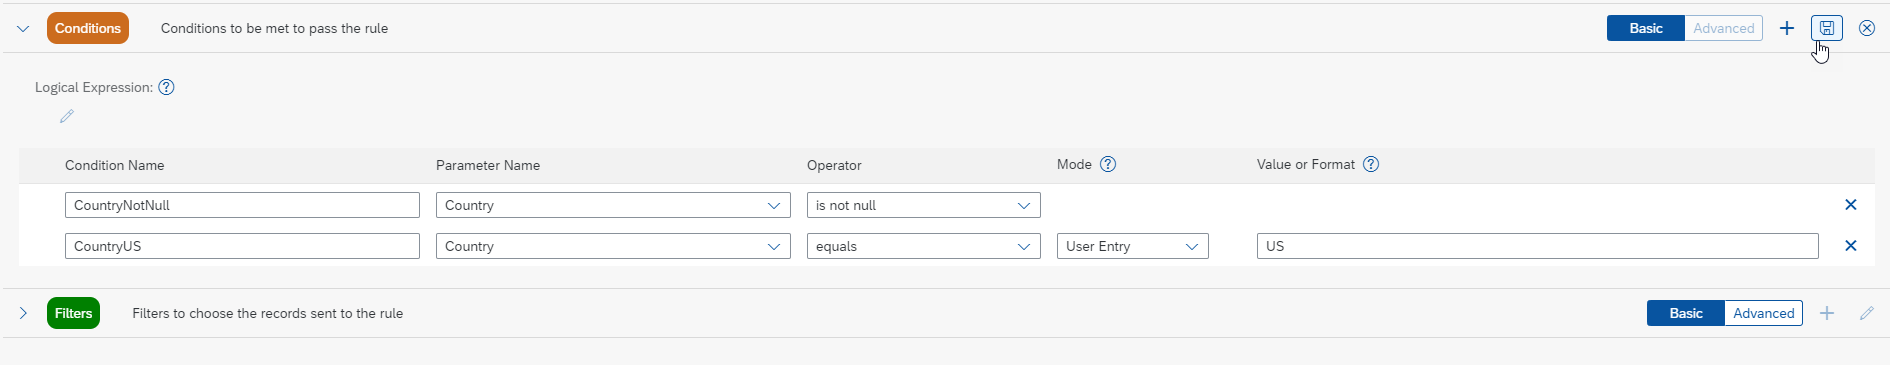 Conditions Conditions to be met to pass the rule Basic Advanced
Logical Expression: ?
Condition Name Parameter Name Operator Mode ? Value or Format ?
CountryNotNull Country is not null
CountryUS Country equals User Entry US
Filters Filters to choose the records sent to the rule Basic Advanced